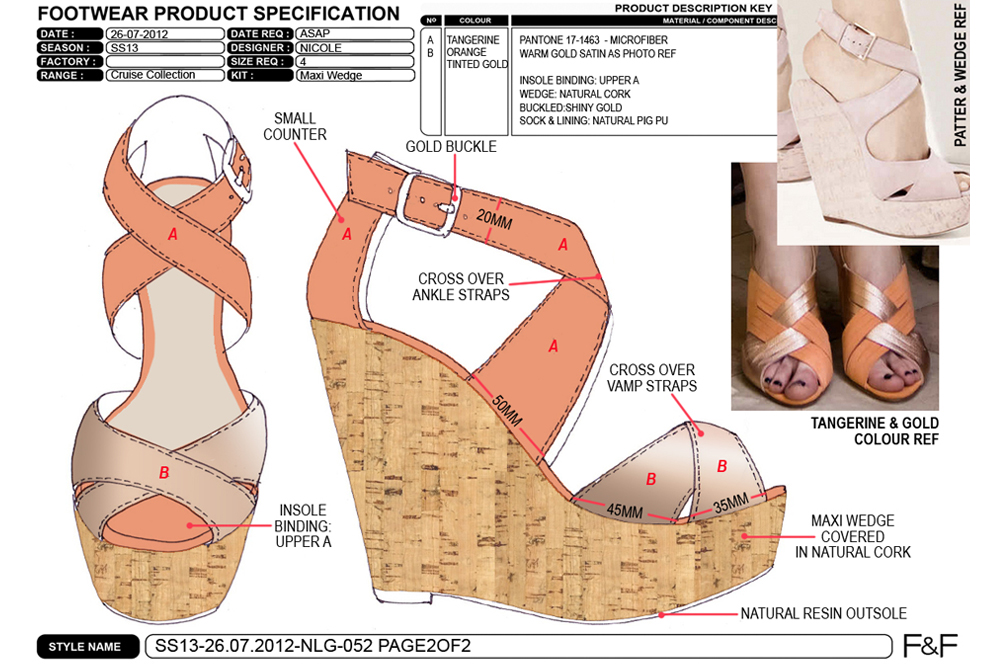 FOOTWEAR PRODUCT SPECIFICATION
DATE : 26-07-2012 DATE REQ : ASAP
SEASON : SS13 DESIGNER : NICOLE
FACTORY : SIZE REQ : 4
RANGE : Cruise Collection KIT : Maxi Wedge
PRODUCT DESCRIPTION KEY
Nº COLOUR MATERIAL / COMPONENT DESC
A TANGERINE PANTONE 17-1463 - MICROFIBER
B ORANGE WARM GOLD SATIN AS PHOTO REF
TINTED GOLD
INSOLE BINDING: UPPER A
WEDGE: NATURAL CORK
BUCKLED:SHINY GOLD
SOCK & LINING: NATURAL PIG PU
PATTER & WEDGE REF
SMALL
COUNTER
GOLD BUCKLE
20MM
A
A
A
CROSS OVER
ANKLE STRAPS
A
50MM
CROSS OVER
VAMP STRAPS
TANGERINE & GOLD
COLOUR REF
B
B
B
45MM
35MM
INSOLE
BINDING:
UPPER A
MAXI WEDGE
COVERED
IN NATURAL CORK
NATURAL RESIN OUTSOLE
STYLE NAME SS13-26.07.2012-NLG-052 PAGE2OF2
F&F